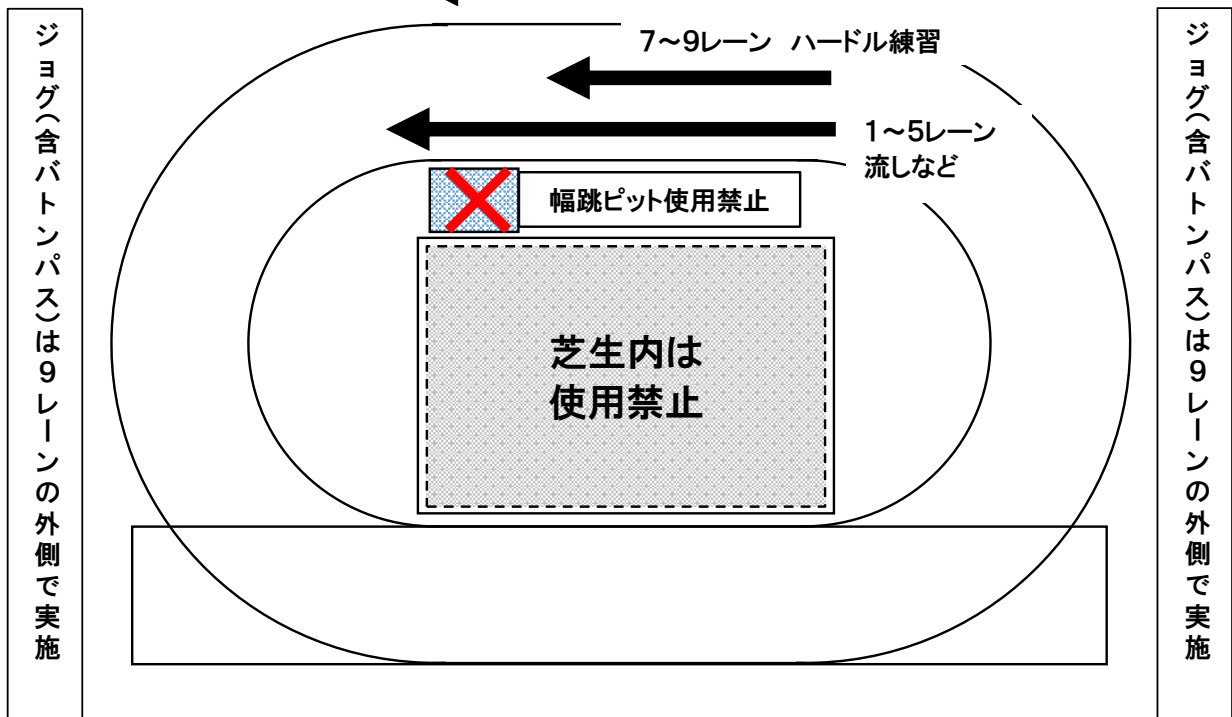 ジョグ(含バトンパス)は9レーンの外側で実施
7～9レーン ハードル練習
1～5レーン
流しなど
幅跳ピット使用禁止
芝生内は
使用禁止
ジョグ(含バトンパス)は9レーンの外側で実施